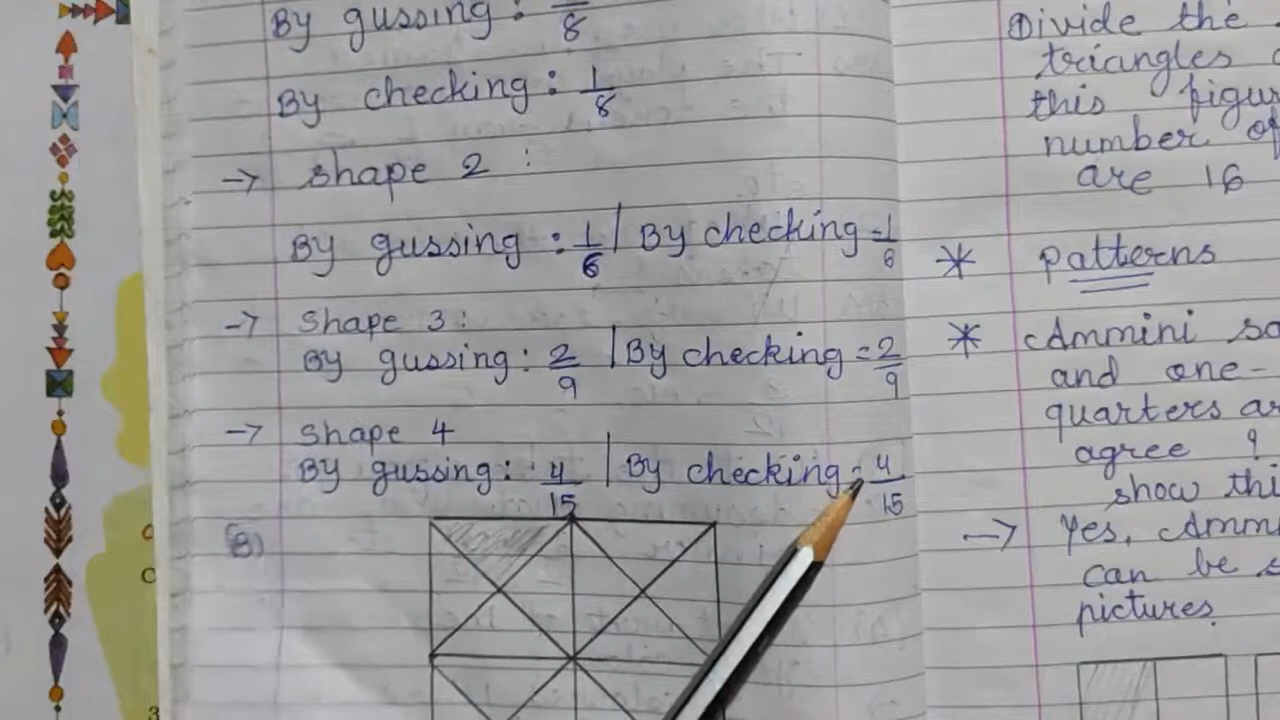 By gussing : 
8
By checking : 1/8
→ Shape 2 :
By gussing : 1/6 | By checking = 1/6
→ Shape 3 :
By gussing : 2/9 | By checking = 2/9
→ Shape 4
By gussing : 4/15 | By checking = 4/15
B)
Divide the
triangles
this figur
number of
are 16
* Patterns
* Ammini sa
and one-
quarters ar
agree ?
show thi
→ Yes, Amm
can be s
pictures.
C
3